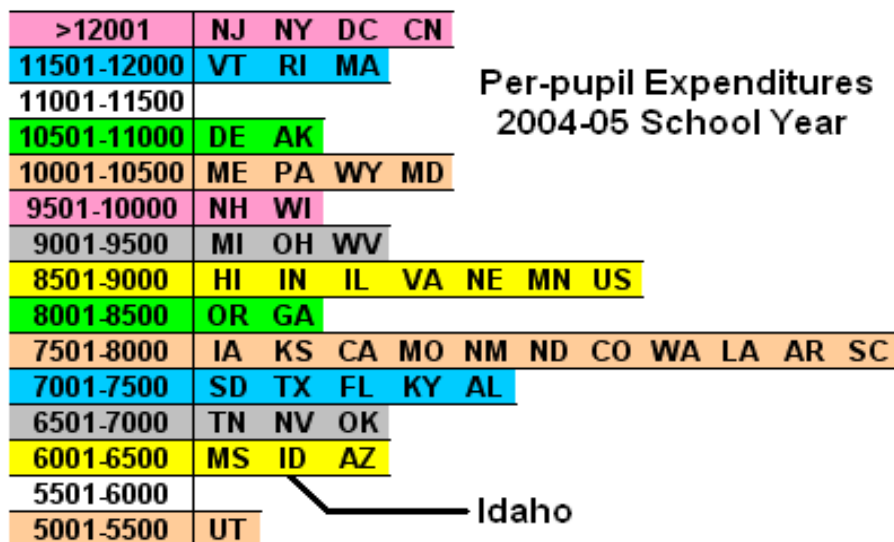 >12001 NJ NY DC CN
11501-12000 VT RI MA
11001-11500
10501-11000 DE AK
10001-10500 ME PA WY MD
9501-10000 NH WI
9001-9500 MI OH WV
8501-9000 HI IN IL VA NE MN US
8001-8500 OR GA
7501-8000 IA KS CA MO NM ND CO WA LA AR SC
7001-7500 SD TX FL KY AL
6501-7000 TN NV OK
6001-6500 MS ID AZ
5501-6000
5001-5500 UT
Per-pupil Expenditures
2004-05 School Year
Idaho